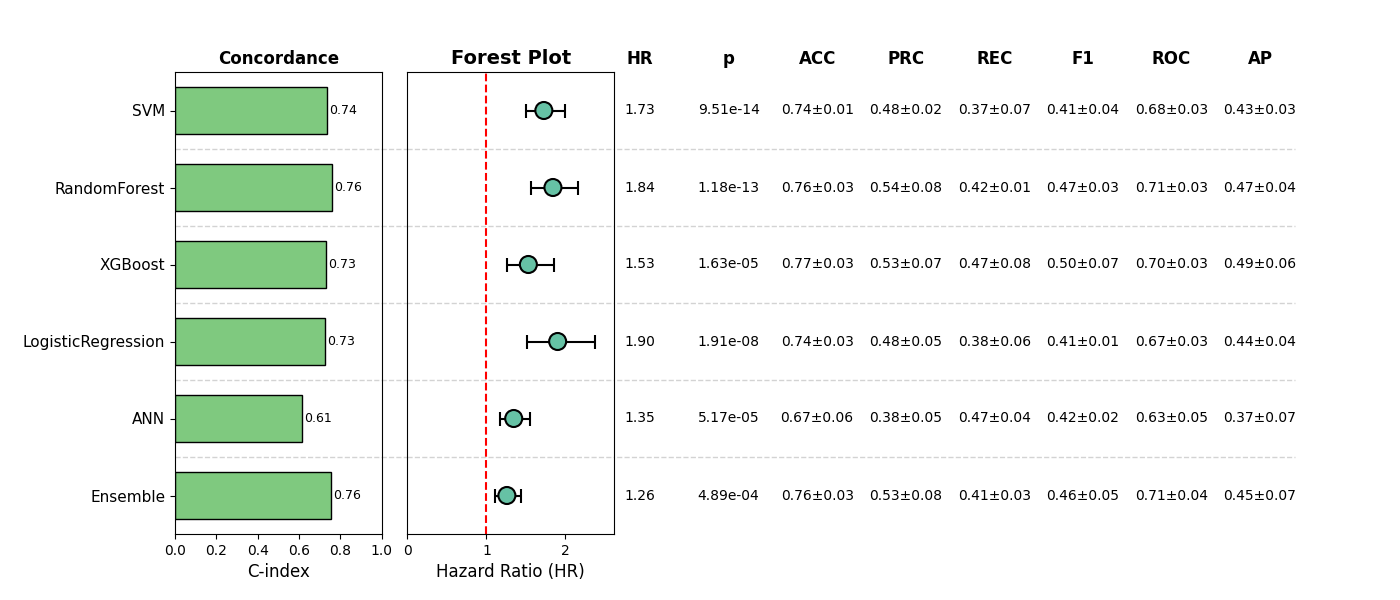 Concordance Forest Plot HR p ACC PRC REC F1 ROC AP
SVM 0.74 1.73 9.51e-14 0.74±0.01 0.48±0.02 0.37±0.07 0.41±0.04 0.68±0.03 0.43±0.03
RandomForest 0.76 1.84 1.18e-13 0.76±0.03 0.54±0.08 0.42±0.01 0.47±0.03 0.71±0.03 0.47±0.04
XGBoost 0.73 1.53 1.63e-05 0.77±0.03 0.53±0.07 0.47±0.08 0.50±0.07 0.70±0.03 0.49±0.06
LogisticRegression 0.73 1.90 1.91e-08 0.74±0.03 0.48±0.05 0.38±0.06 0.41±0.01 0.67±0.03 0.44±0.04
ANN 0.61 1.35 5.17e-05 0.67±0.06 0.38±0.05 0.47±0.04 0.42±0.02 0.63±0.05 0.37±0.07
Ensemble 0.76 1.26 4.89e-04 0.76±0.03 0.53±0.08 0.41±0.03 0.46±0.05 0.71±0.04 0.45±0.07
0.0 0.2 0.4 0.6 0.8 1.0 0 1 2
C-index Hazard Ratio (HR)